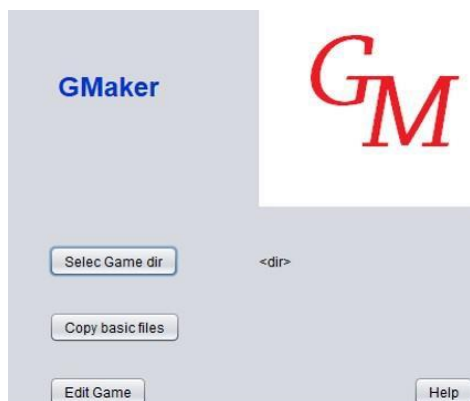 GMaker
GM
Selec Game dir
<dir>
Copy basic files
Edit Game
Help